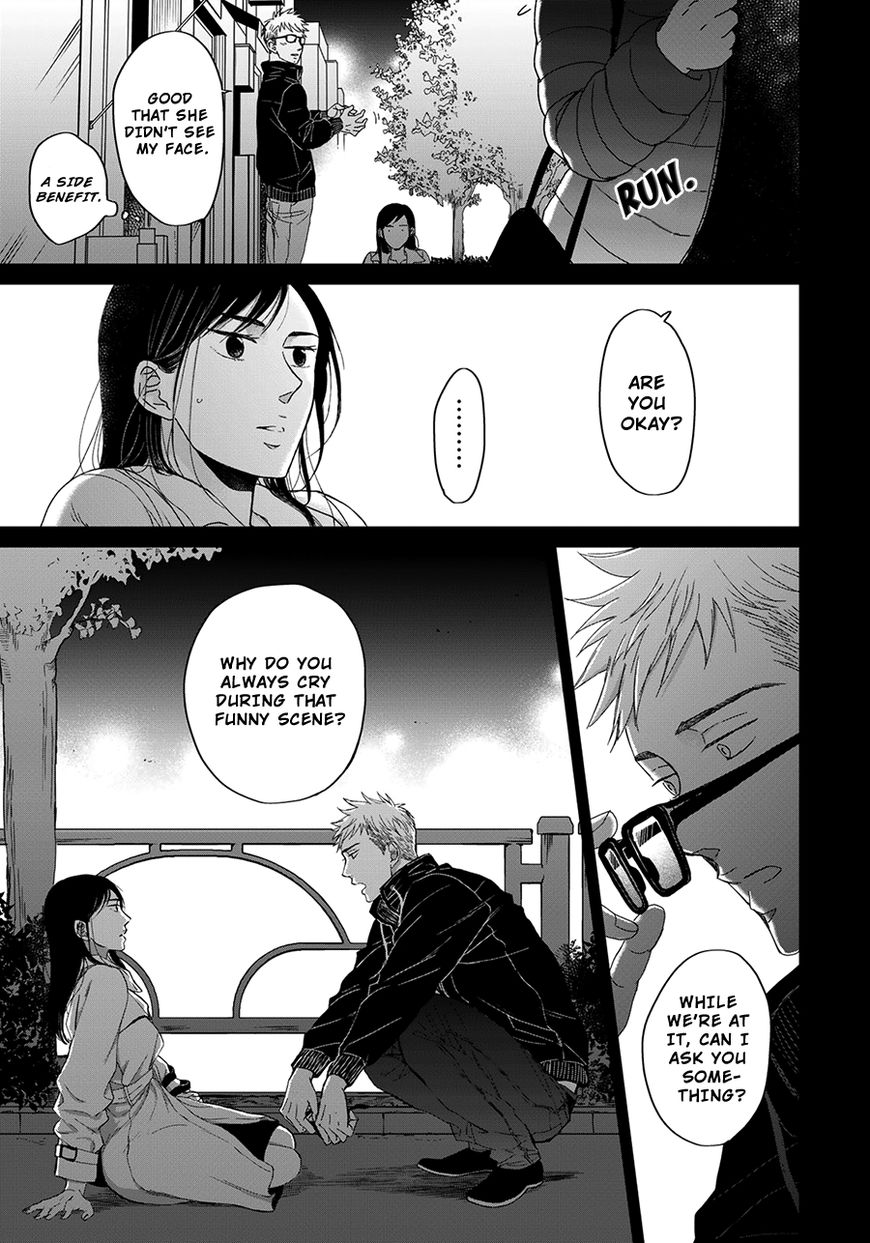 RUN.
GOOD
THAT SHE
DIDN'T SEE
MY FACE.
A SIDE
BENEFIT.
ARE
YOU
OKAY?
.........
WHILE
WE'RE AT
IT, CAN I
ASK YOU
SOME-
THING?
WHY DO YOU
ALWAYS CRY
DURING THAT
FUNNY SCENE?